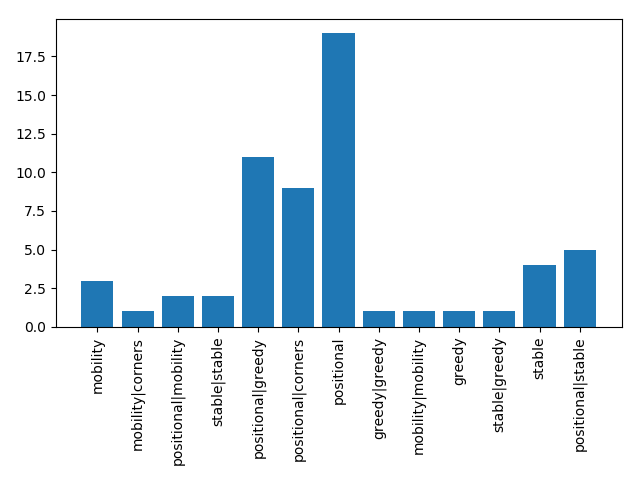 17.5
15.0
12.5
10.0
7.5
5.0
2.5
0.0
mobility
mobility|corners
positional|mobility
stable|stable
positional|greedy
positional|corners
positional
greedy|greedy
mobility|mobility
greedy
stable|greedy
stable
positional|stable